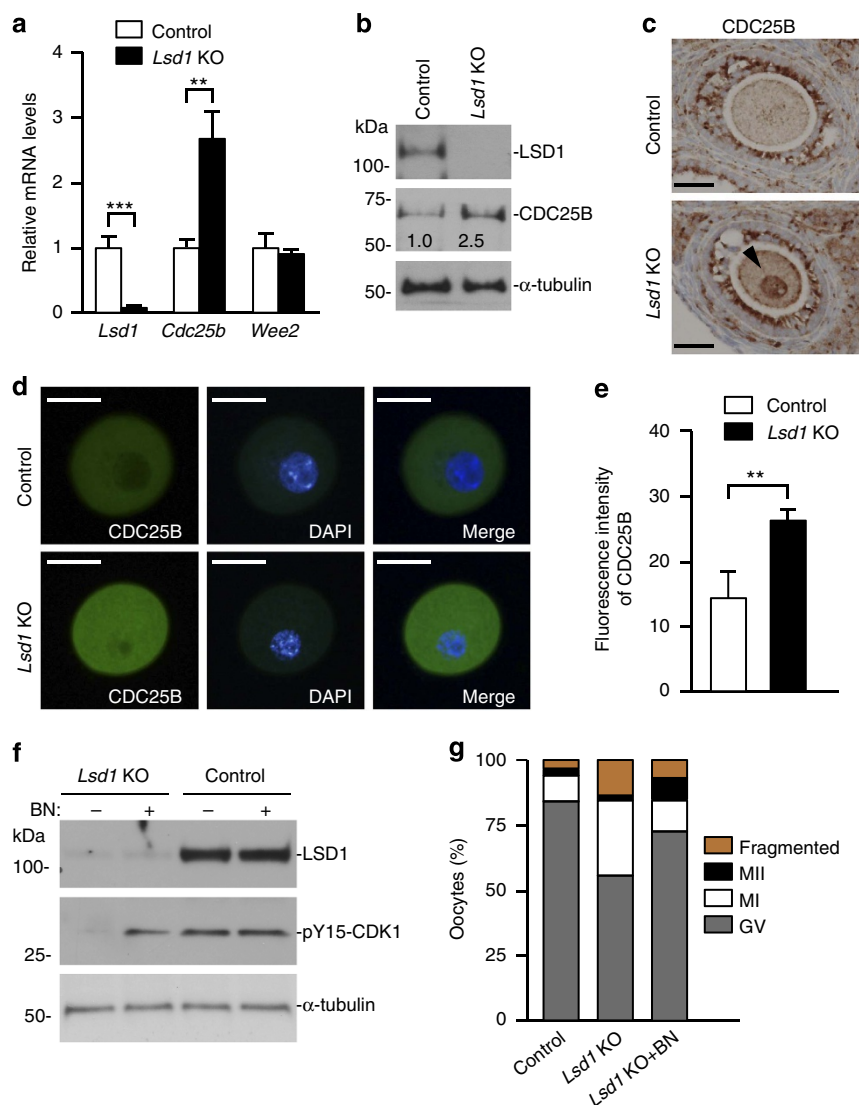 a
Control
Lsd1 KO
Relative mRNA levels
4
3
2
1
0
***
**
Lsd1 Cdc25b Wee2
b
Control
Lsd1 KO
kDa
100-
-LSD1
75-
50-
-CDC25B
1.0 2.5
50-
-α-tubulin
c
CDC25B
Control
Lsd1 KO
d
Control
CDC25B
DAPI
Merge
Lsd1 KO
CDC25B
DAPI
Merge
e
Control
Lsd1 KO
Fluorescence intensity
of CDC25B
40
30
20
10
0
**
f
Lsd1 KO Control
BN: – + – +
kDa
100-
-LSD1
25-
-pY15-CDK1
50-
-α-tubulin
g
Oocytes (%)
100
75
50
25
0
Fragmented
MII
MI
GV
Control
Lsd1 KO
Lsd1 KO+BN